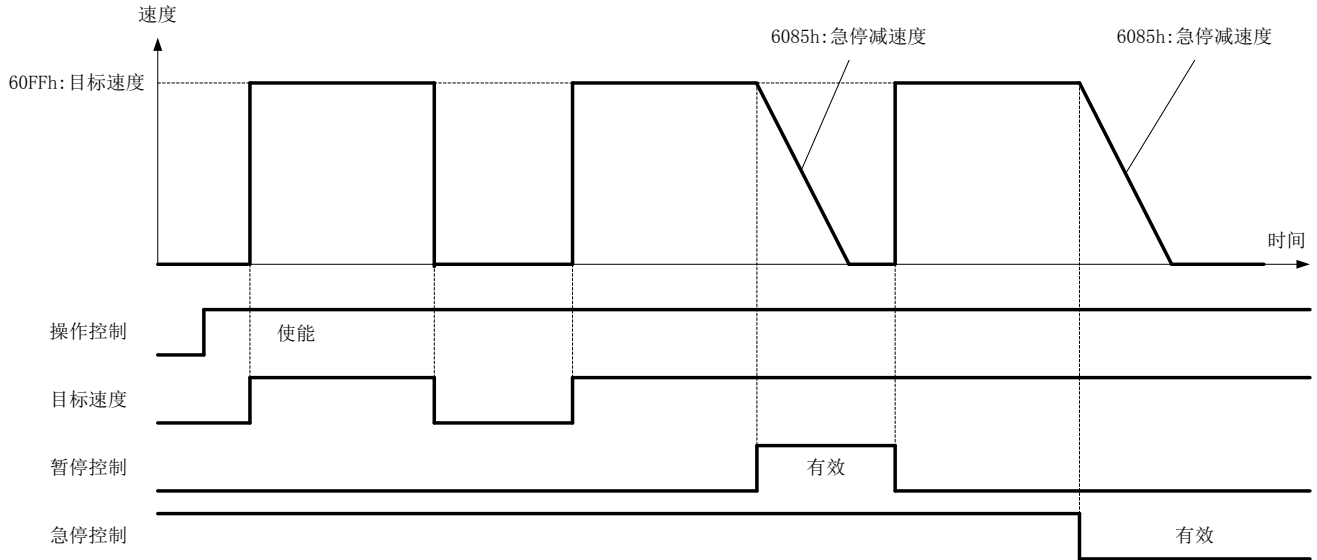 速度
6085h:急停减速度
6085h:急停减速度
60FFh:目标速度
时间
操作控制
使能
目标速度
暂停控制
有效
急停控制
有效